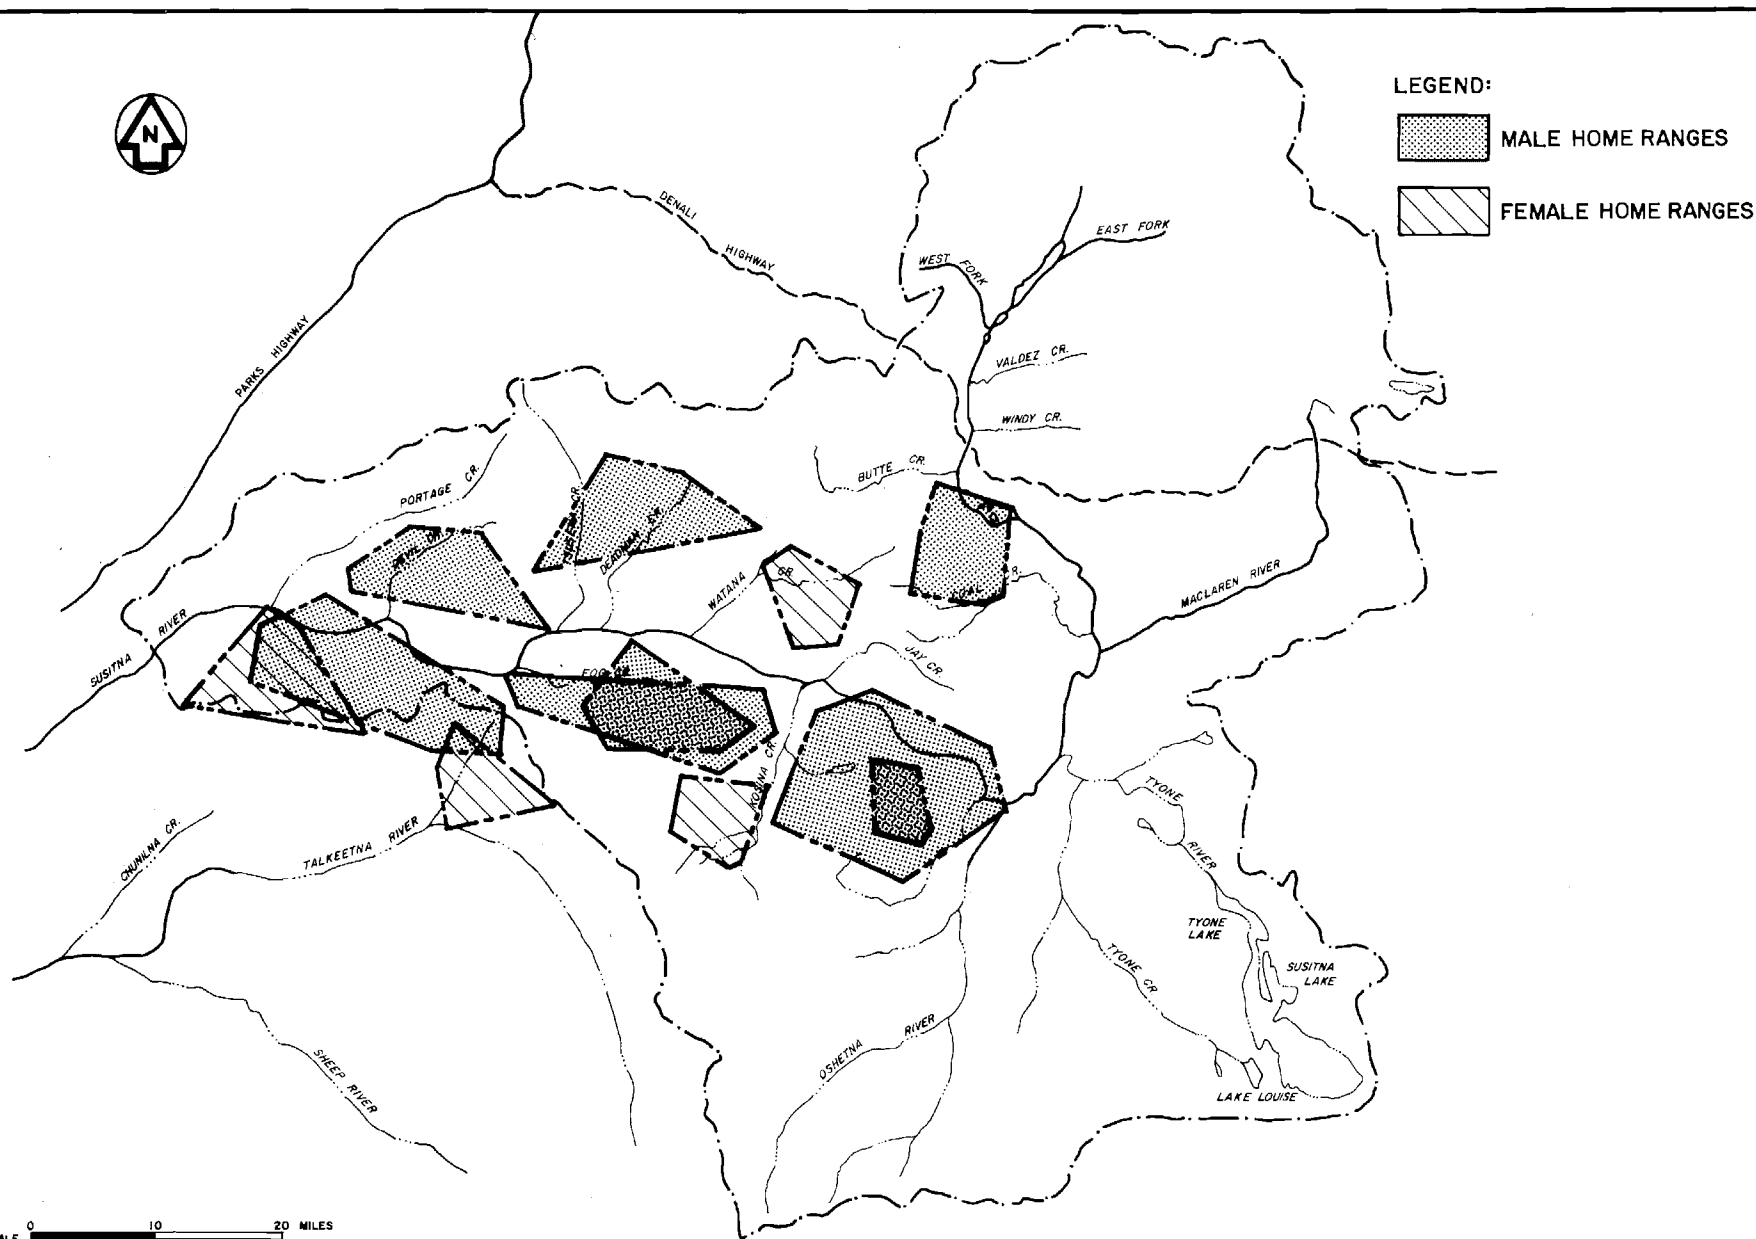 LEGEND:
MALE HOME RANGES
FEMALE HOME RANGES
N
DENALI
HIGHWAY
PARKS HIGHWAY
WEST FORK
EAST FORK
VALDEZ CR.
WINDY CR.
BUTTE CR.
PORTAGE CR.
DEVIL CR.
DEADMAN CR.
WATANA
CR.
MACLAREN RIVER
SUSITNA
RIVER
JAY CR.
KOSINA CR.
CHUNILNA CR.
TALKEETNA RIVER
TYONE
RIVER
TYONE
LAKE
SUSITNA
LAKE
TYONE CR.
OSHETNA
RIVER
SHEEP RIVER
LAKE LOUISE
0 10 20 MILES